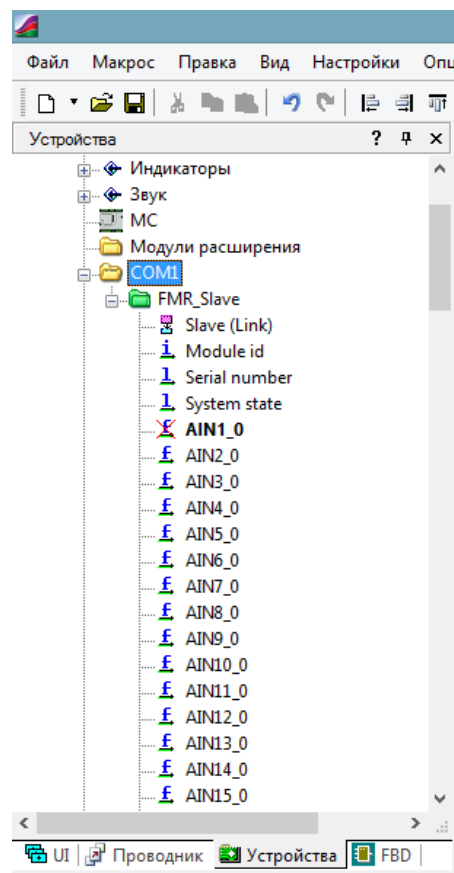 Файл Макрос Правка Вид Настройки
Устройства ?
Индикаторы
Звук
MC
Модули расширения
COM1
FMR_Slave
Slave (Link)
i Module id
l Serial number
l System state
f AIN1_0
f AIN2_0
f AIN3_0
f AIN4_0
f AIN5_0
f AIN6_0
f AIN7_0
f AIN8_0
f AIN9_0
f AIN10_0
f AIN11_0
f AIN12_0
f AIN13_0
f AIN14_0
f AIN15_0
UI Проводник Устройства FBD